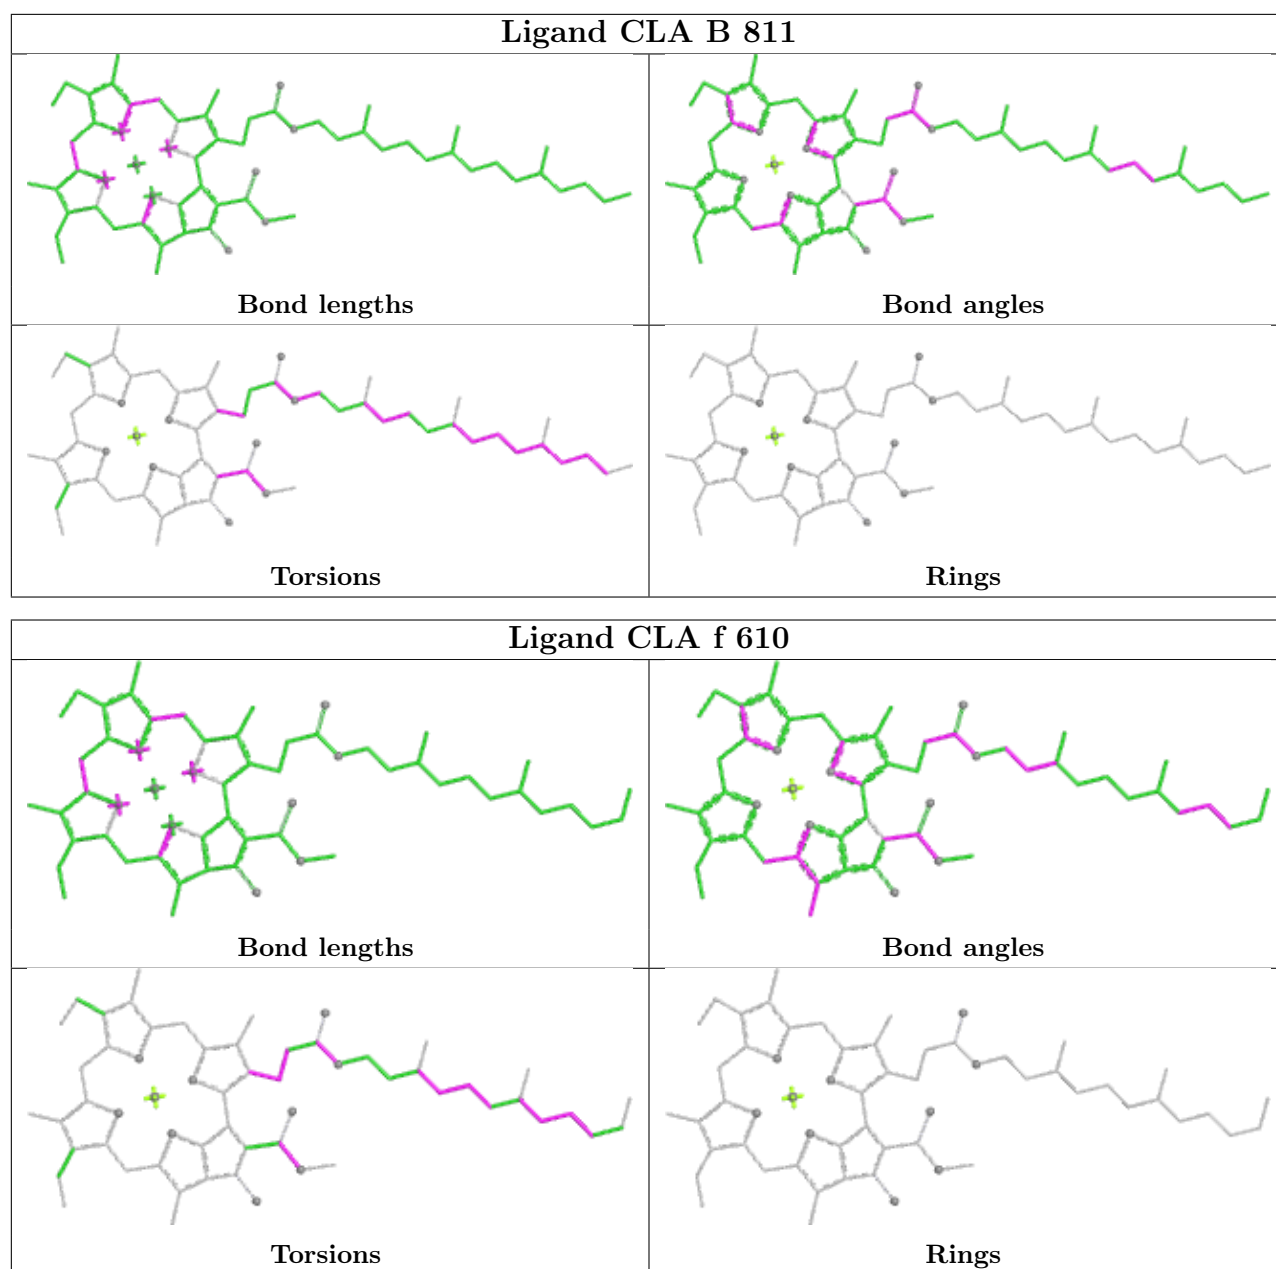 Ligand CLA B 811
Bond lengths
Bond angles
Torsions
Rings
Ligand CLA f 610
Bond lengths
Bond angles
Torsions
Rings